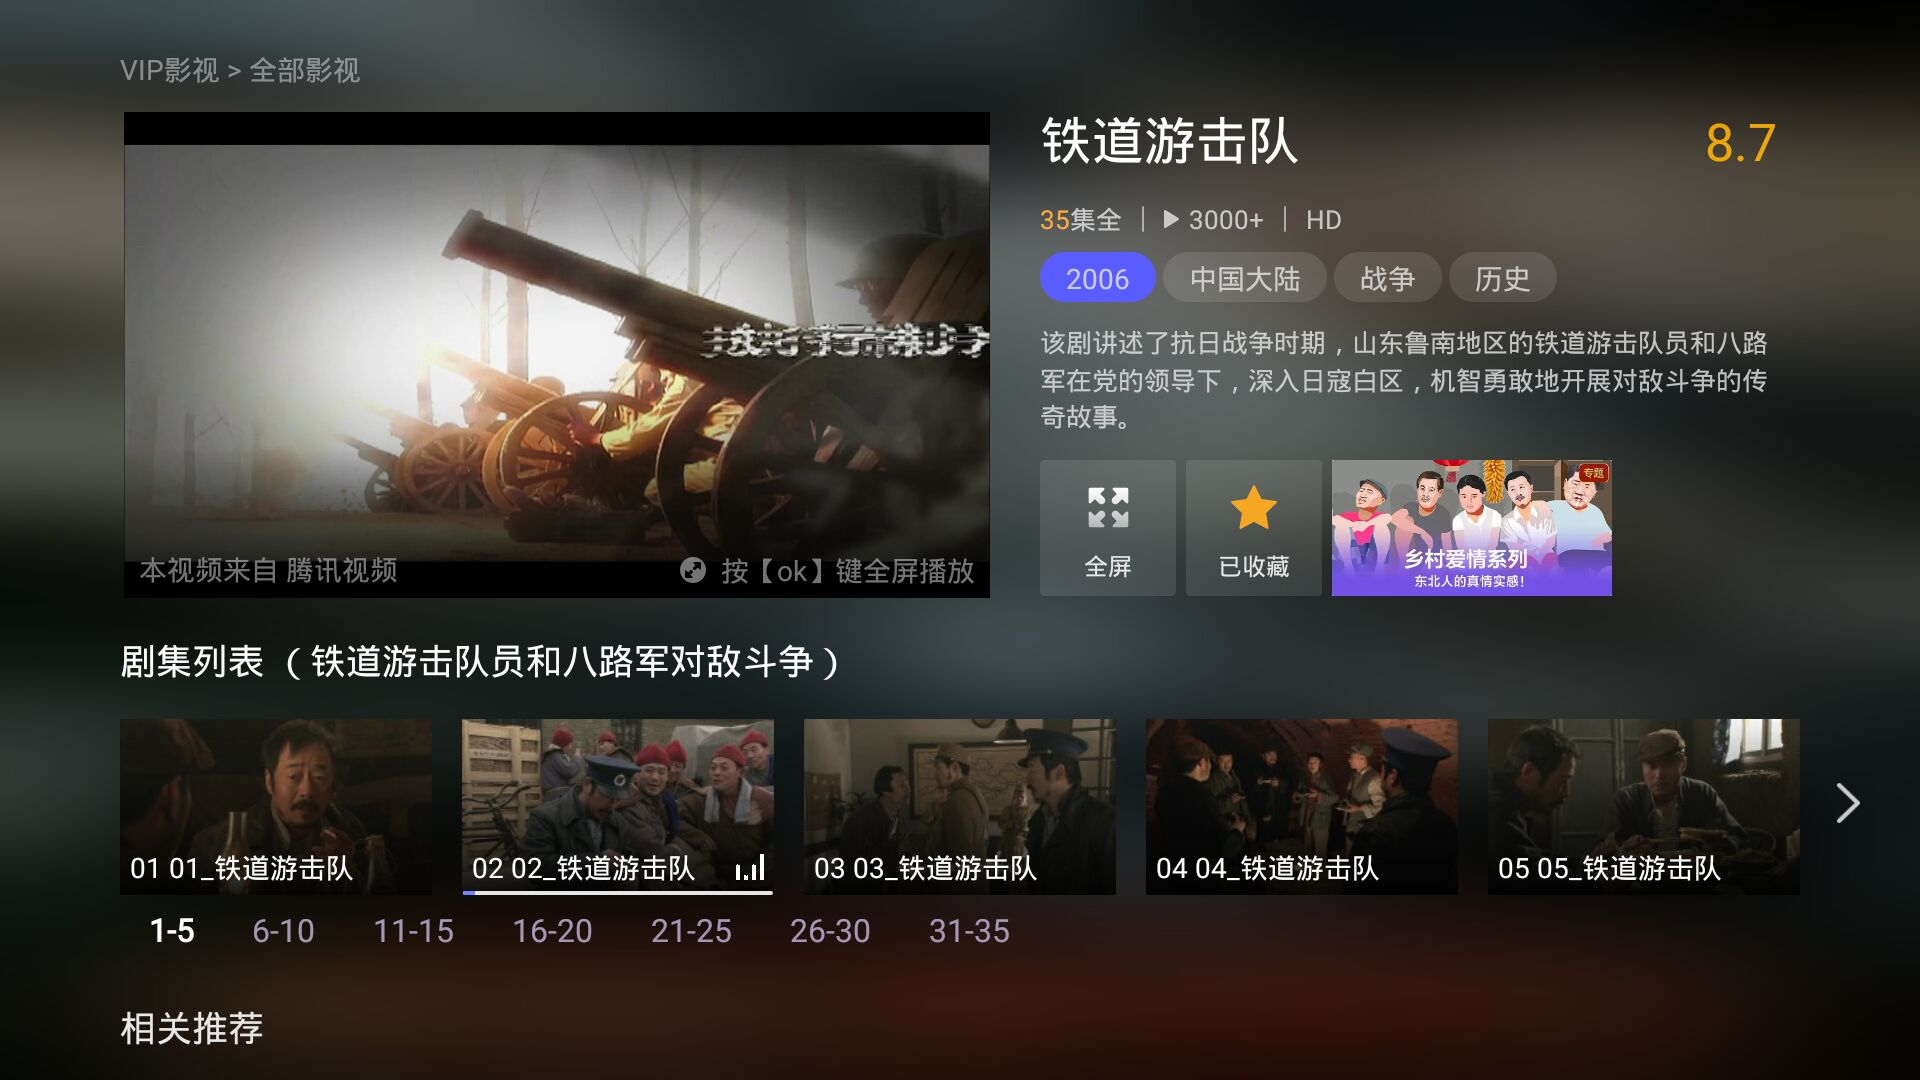 VIP影视 > 全部影视
铁道游击队
8.7
35集全 | 3000+ | HD
2006 中国大陆 战争 历史
该剧讲述了抗日战争时期，山东鲁南地区的铁道游击队员和八路
军在党的领导下，深入日寇白区，机智勇敢地开展对敌斗争的传
奇故事。
本视频来自 腾讯视频
按【ok】键全屏播放
全屏
已收藏
专题
乡村爱情系列
东北人的真情实感!
剧集列表 （铁道游击队员和八路军对敌斗争）
01 01_铁道游击队
02 02_铁道游击队
03 03_铁道游击队
04 04_铁道游击队
05 05_铁道游击队
1-5 6-10 11-15 16-20 21-25 26-30 31-35
相关推荐